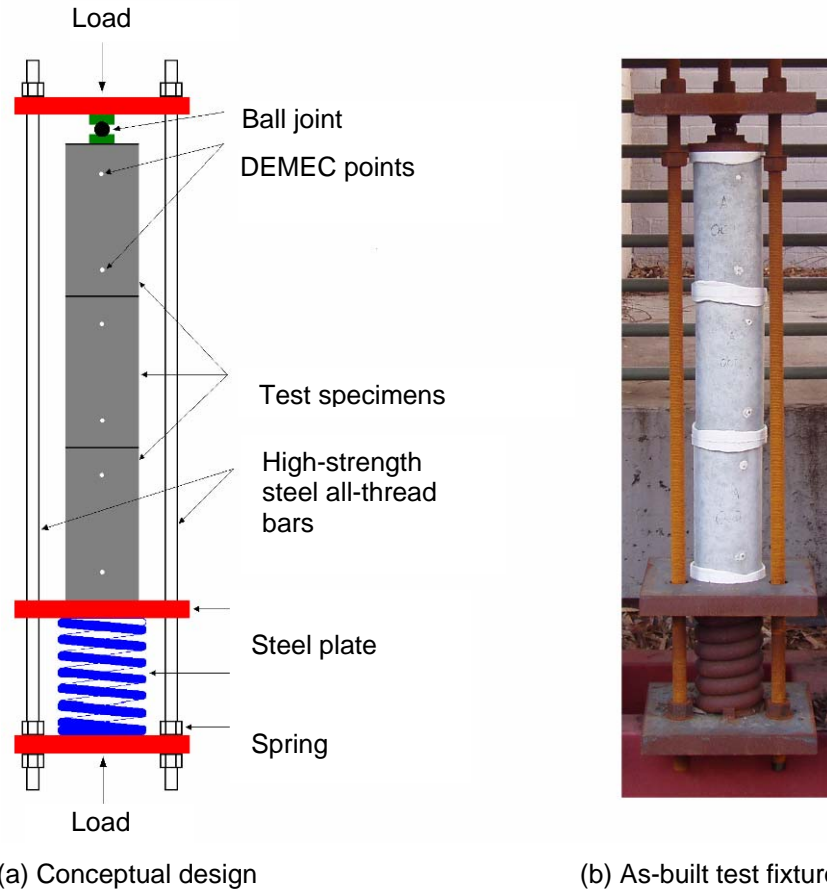 Load
Ball joint
DEMEC points
Test specimens
High-strength
steel all-thread
bars
Steel plate
Spring
Load
(a) Conceptual design
(b) As-built test fixture